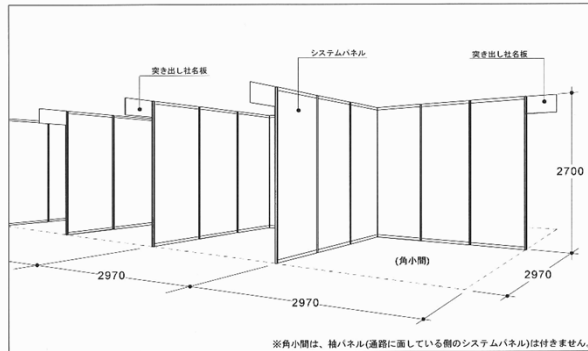 突き出し社名板
システムパネル
突き出し社名板
2700
(角小間)
2970
2970
2970
※角小間は、袖パネル(通路に面している側のシステムパネル)は付きません。